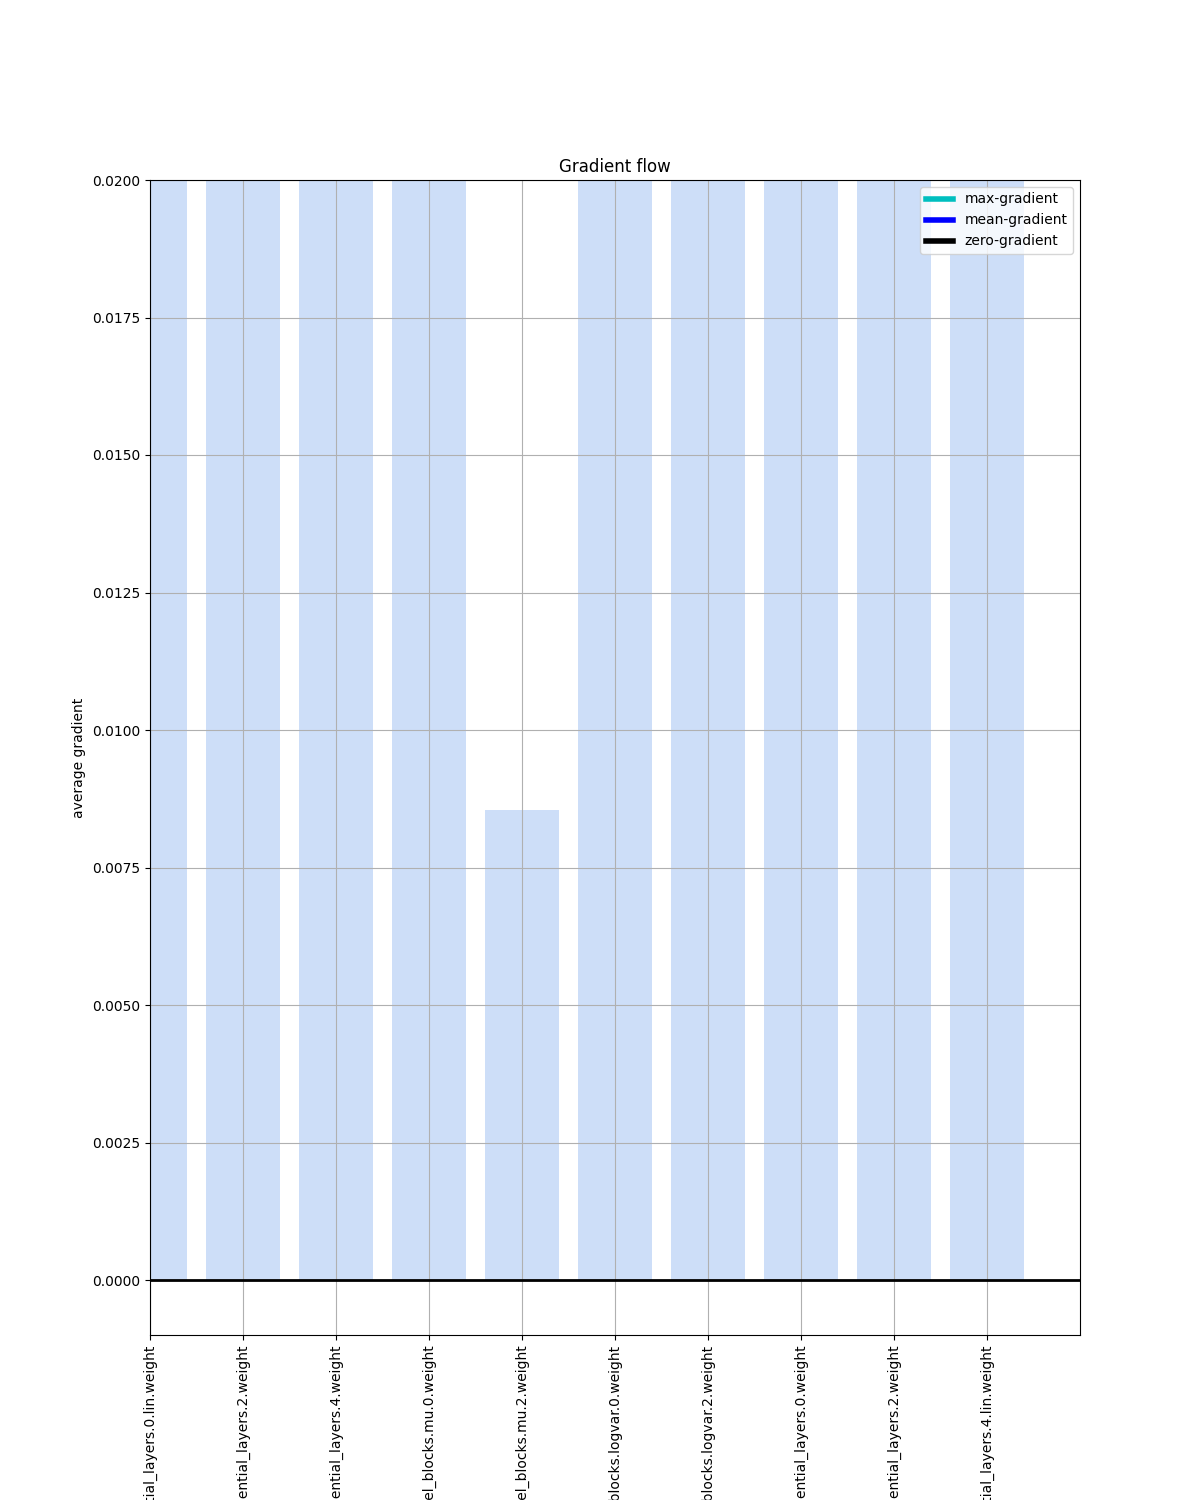 Gradient flow
max-gradient
mean-gradient
zero-gradient
0.0200
0.0175
0.0150
0.0125
0.0100
0.0075
0.0050
0.0025
0.0000
average gradient
tial_layers.0.lin.weight
ential_layers.2.weight
ential_layers.4.weight
el_blocks.mu.0.weight
el_blocks.mu.2.weight
blocks.logvar.0.weight
blocks.logvar.2.weight
ential_layers.0.weight
ential_layers.2.weight
tial_layers.4.lin.weight